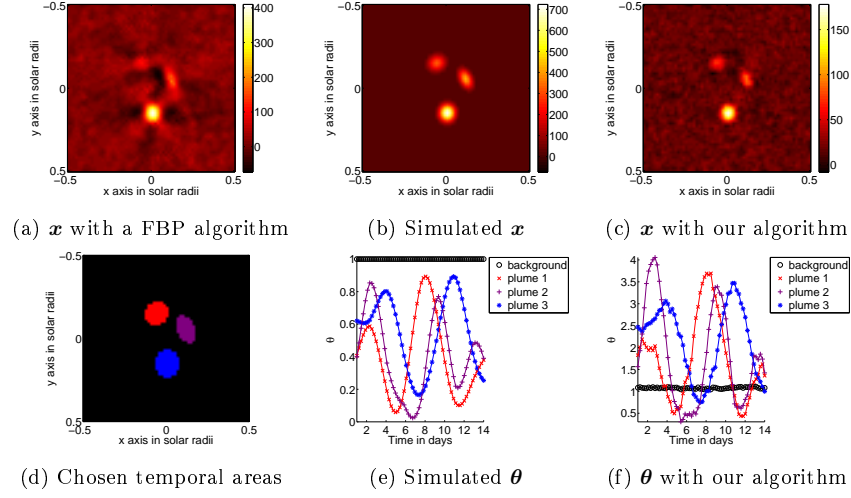 −0.5
0
0.5
−0.5
0
0.5
y axis in solar radii
x axis in solar radii
400
300
200
100
0
(a) x with a FBP algorithm
−0.5
0
0.5
−0.5
0
0.5
y axis in solar radii
x axis in solar radii
700
600
500
400
300
200
100
0
(b) Simulated x
−0.5
0
0.5
−0.5
0
0.5
y axis in solar radii
x axis in solar radii
150
100
50
0
(c) x with our algorithm
−0.5
0
0.5
−0.5
0
0.5
y axis in solar radii
x axis in solar radii
(d) Chosen temporal areas
1
0.8
0.6
0.4
0.2
0
2 4 6 8 10 12 14
θ
Time in days
background
plume 1
plume 2
plume 3
(e) Simulated θ
4
3.5
3
2.5
2
1.5
1
0.5
2 4 6 8 10 12 14
θ
Time in days
background
plume 1
plume 2
plume 3
(f) θ with our algorithm